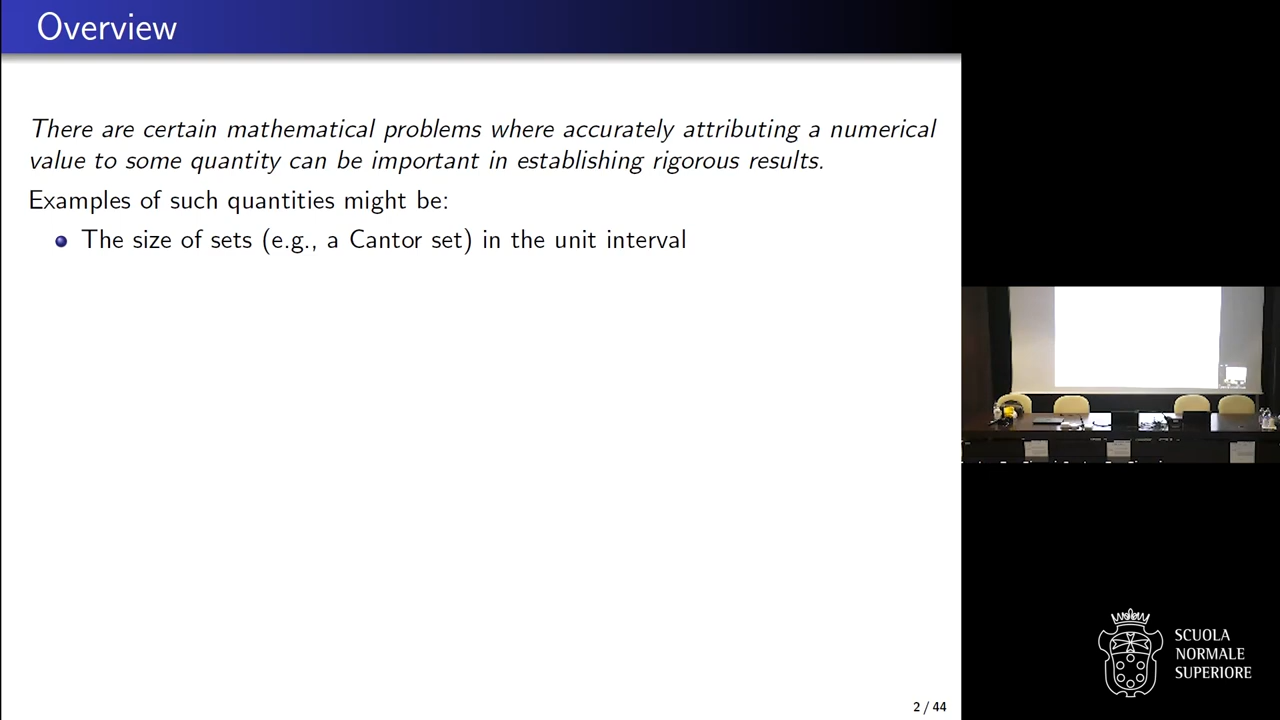 Overview
There are certain mathematical problems where accurately attributing a numerical
value to some quantity can be important in establishing rigorous results.
Examples of such quantities might be:
The size of sets (e.g., a Cantor set) in the unit interval
2 / 44
SCUOLA
NORMALE
SUPERIORE